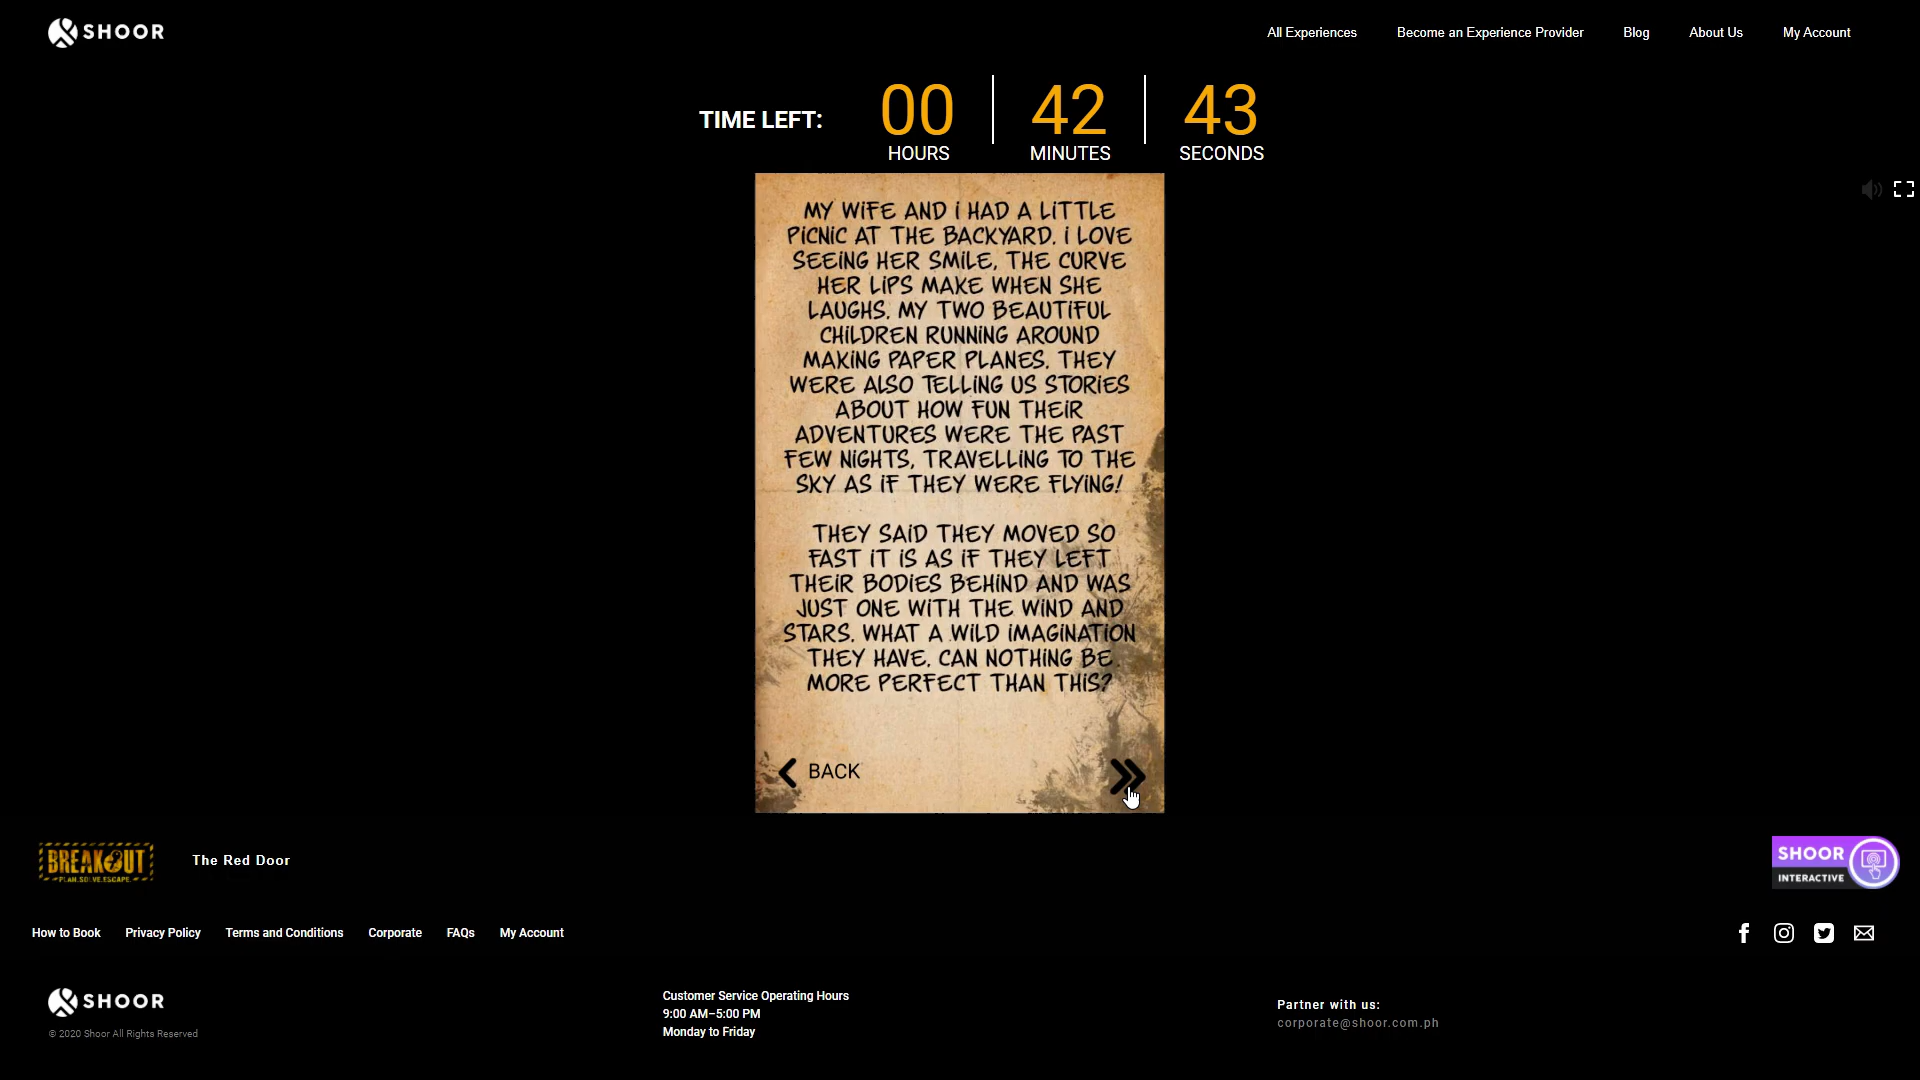 SHOOR
All Experiences
Become an Experience Provider
Blog
About Us
My Account
TIME LEFT:
00
42
43
HOURS
MINUTES
SECONDS
MY WIFE AND I HAD A LITTLE
PICNIC AT THE BACKYARD. I LOVE
SEEING HER SMILE, THE CURVE
HER LIPS MAKE WHEN SHE
LAUGHS. MY TWO BEAUTIFUL
CHILDREN RUNNING AROUND
MAKING PAPER PLANES. THEY
WERE ALSO TELLING US STORIES
ABOUT HOW FUN THEIR
ADVENTURES WERE THE PAST
FEW NIGHTS, TRAVELLING TO THE
SKY AS IF THEY WERE FLYING!
THEY SAID THEY MOVED SO
FAST IT IS AS IF THEY LEFT
THEIR BODIES BEHIND AND WAS
JUST ONE WITH THE WIND AND
STARS. WHAT A WILD IMAGINATION
THEY HAVE. CAN NOTHING BE
MORE PERFECT THAN THIS?
BACK
BREAKOUT
PLAN.SOLVE.ESCAPE.
The Red Door
SHOOR
INTERACTIVE
How to Book
Privacy Policy
Terms and Conditions
Corporate
FAQs
My Account
SHOOR
© 2020 Shoor All Rights Reserved
Customer Service Operating Hours
9:00 AM–5:00 PM
Monday to Friday
Partner with us:
corporate@shoor.com.ph